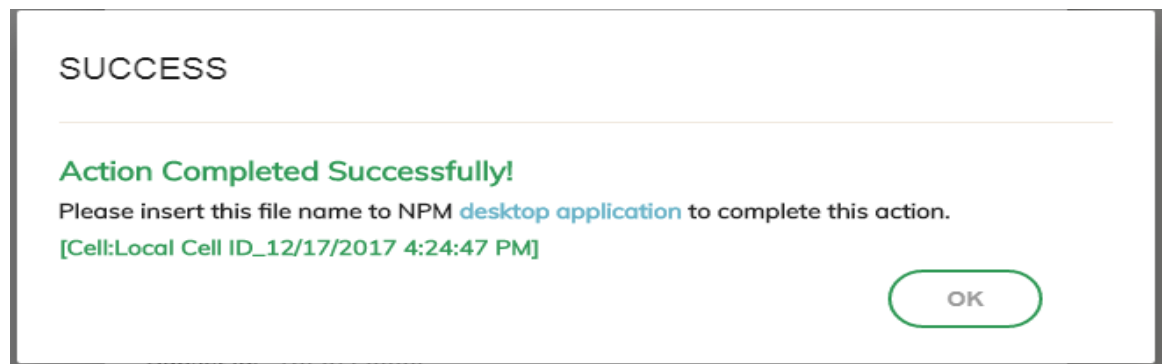 SUCCESS
Action Completed Successfully!
Please insert this file name to NPM desktop application to complete this action.
[Cell:Local Cell ID_12/17/2017 4:24:47 PM]
OK